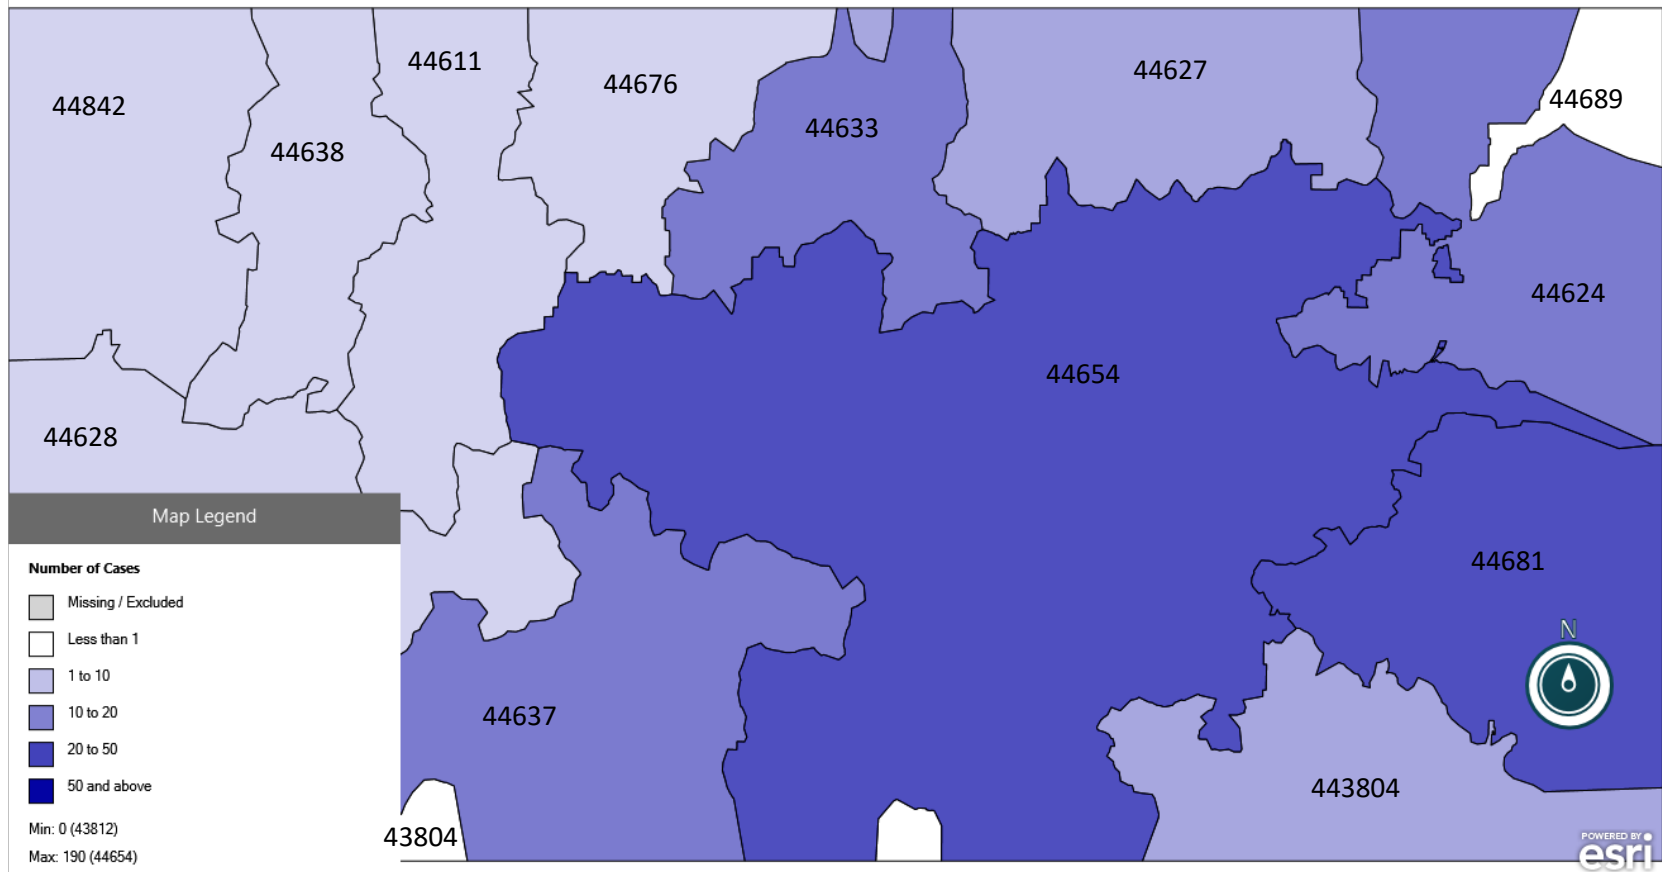 44611
44627
44676
44689
44842
44633
44638
44624
44654
44628
Map Legend
44681
Number of Cases
Missing / Excluded
N
Less than 1
1 to 10
10 to 20
44637
20 to 50
50 and above
443804
Min: 0 (43812)
43804
Max: 190 (44654)
POWERED BY
esri